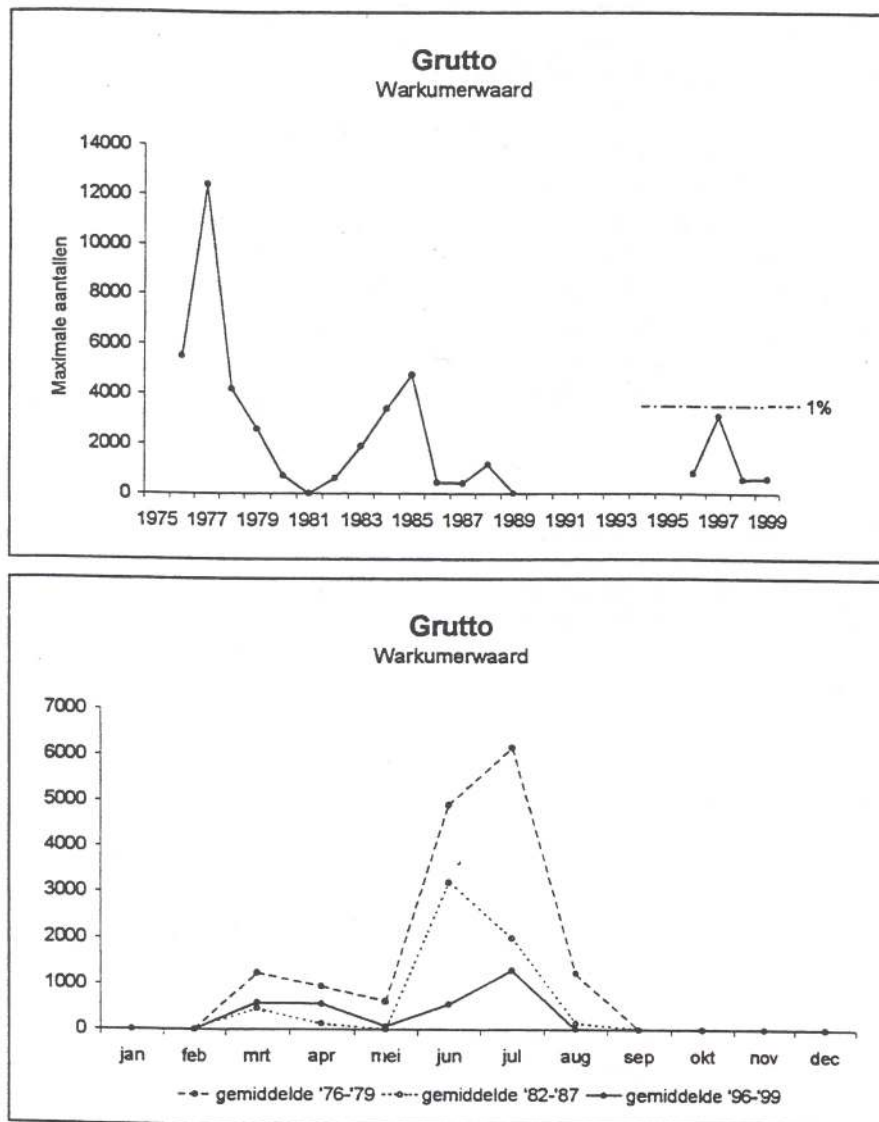 Grutto
Warkumerwaard
Maximale aantallen
14000
12000
10000
8000
6000
4000
2000
0
1%
1975 1977 1979 1981 1983 1985 1987 1989 1991 1993 1995 1997 1999
Grutto
Warkumerwaard
7000
6000
5000
4000
3000
2000
1000
0
jan feb mrt apr mei jun jul aug sep okt nov dec
gemiddelde '76-'79 gemiddelde '82-'87 gemiddelde '96-'99